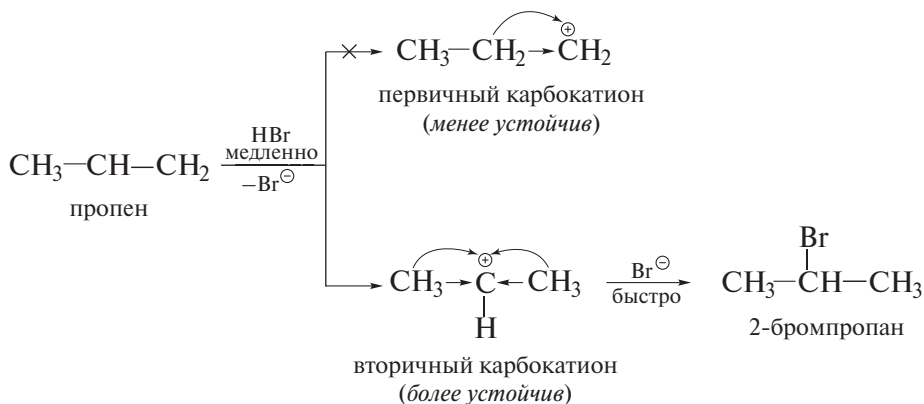 CH₃—CH₂→C⊕H₂
первичный карбокатион
(менее устойчив)
HBr
медленно
CH₃—CH—CH₂
−Br⊖
пропен
CH₃→C⊕←CH₃
H
Br⊖
быстро
Br
CH₃—CH—CH₃
2-бромпропан
вторичный карбокатион
(более устойчив)